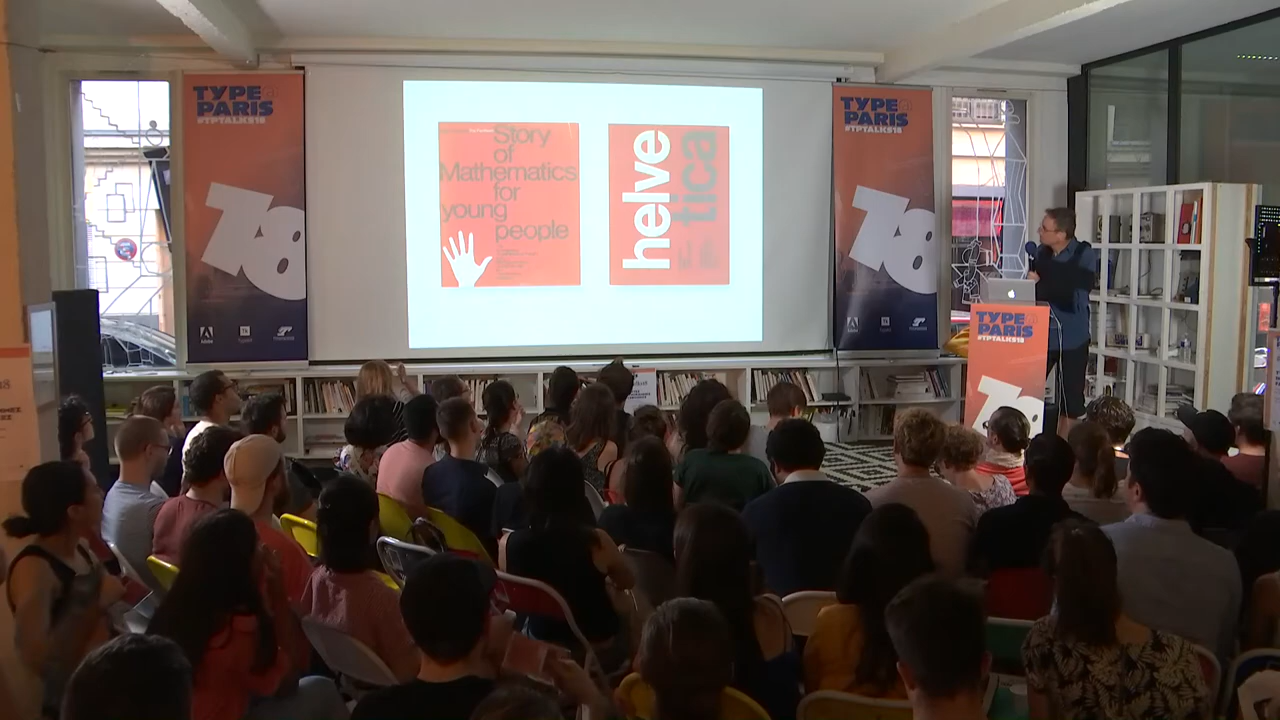 TYPE@
PARIS
#TPTALKS18
18
Story
of
Mathematics
for
young
people
helve
tica
TYPE@
PARIS
#TPTALKS18
18
TYPE@
PARIS
#TPTALKS18
18